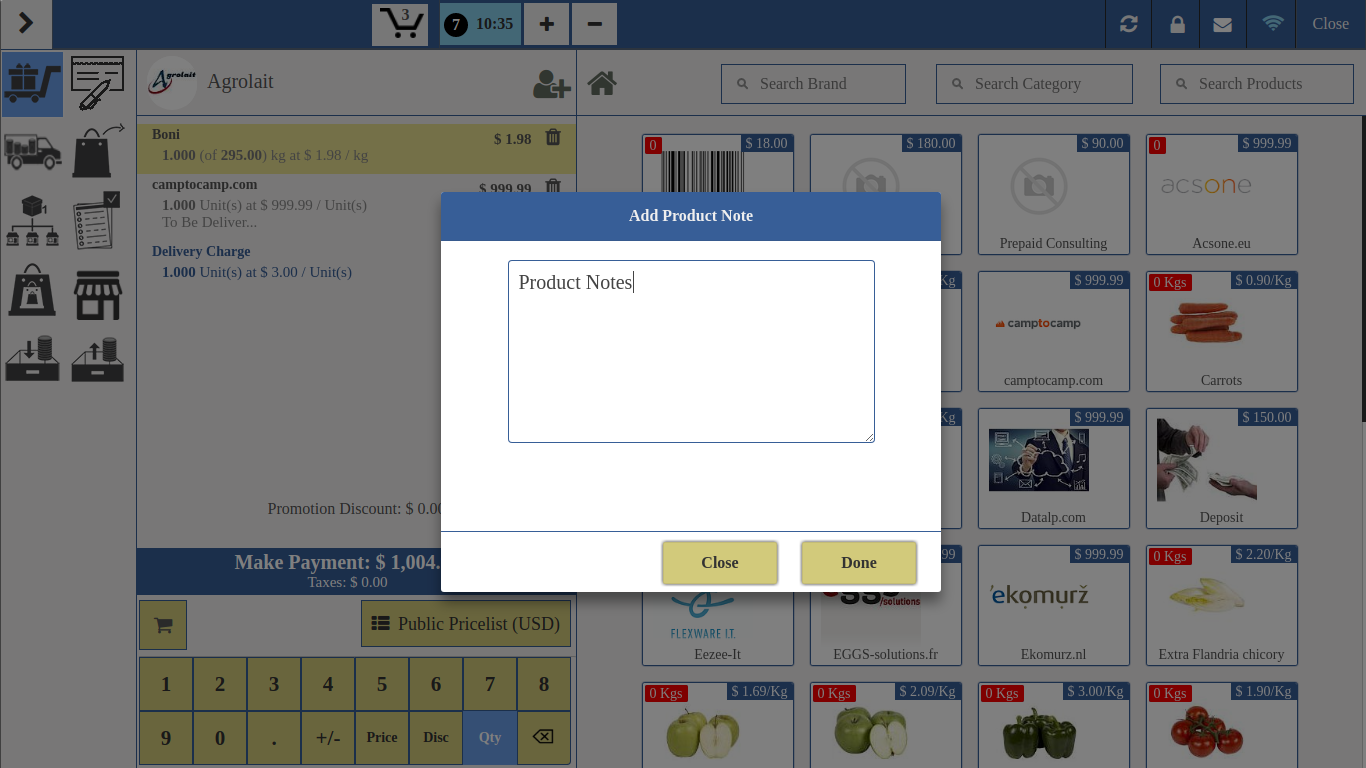 3
7 10:35
Close
Agrolait
Agrolait
Search Brand
Search Category
Search Products
Boni
$ 1.98
1.000 (of 295.00) kg at $ 1.98 / kg
camptocamp.com
$ 999.99
1.000 Unit(s) at $ 999.99 / Unit(s)
To Be Deliver...
Delivery Charge
1.000 Unit(s) at $ 3.00 / Unit(s)
Promotion Discount: $ 0.00
Make Payment: $ 1,004.
Taxes: $ 0.00
Public Pricelist (USD)
1 2 3 4 5 6 7 8
9 0 . +/- Price Disc Qty
Add Product Note
Product Notes
Close
Done
0
$ 18.00
$ 180.00
$ 90.00
Prepaid Consulting
0
$ 999.99
acsone
Acsone.eu
Kg
$ 999.99
camptocamp
camptocamp.com
0 Kgs
$ 0.90/Kg
Carrots
Kg
$ 999.99
Datalp.com
$ 150.00
Deposit
FLEXWARE I.T.
Eezee-It
99
/solutions
EGGS-solutions.fr
$ 999.99
ekomurž
Ekomurz.nl
0 Kgs
$ 2.20/Kg
Extra Flandria chicory
0 Kgs
$ 1.69/Kg
0 Kgs
$ 2.09/Kg
0 Kgs
$ 3.00/Kg
0 Kgs
$ 1.90/Kg